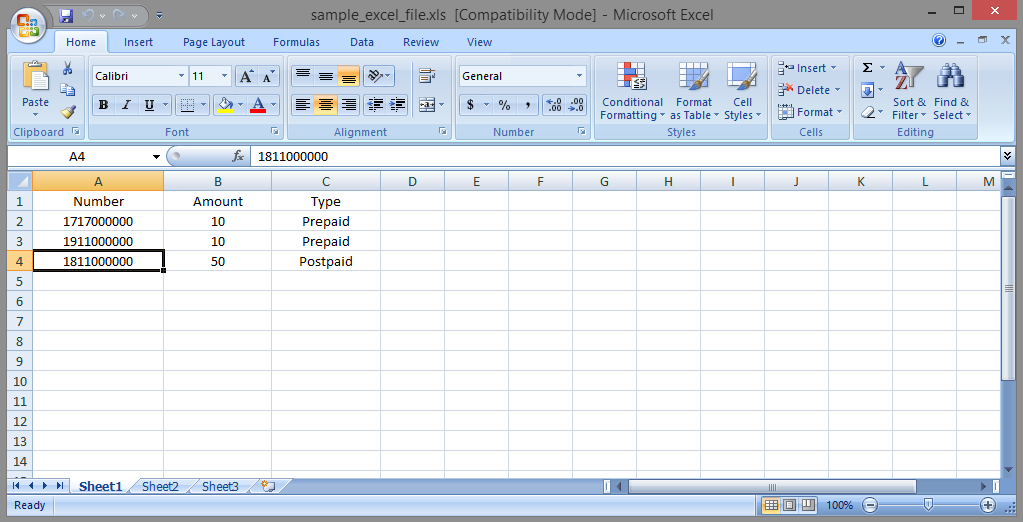 sample_excel_file.xls [Compatibility Mode] - Microsoft Excel
Home Insert Page Layout Formulas Data Review View
Paste
Clipboard
Calibri 11 A A
B I U A
Font
Alignment
General
$ % , .00 .00
Number
Conditional Formatting
Format as Table
Cell Styles
Styles
Insert
Delete
Format
Cells
Σ
Sort & Filter
Find & Select
Editing
A4 fx 1811000000
A B C D E F G H I J K L M
1 Number Amount Type
2 1717000000 10 Prepaid
3 1911000000 10 Prepaid
4 1811000000 50 Postpaid
5
6
7
8
9
10
11
12
13
14
Sheet1 Sheet2 Sheet3
Ready 100%